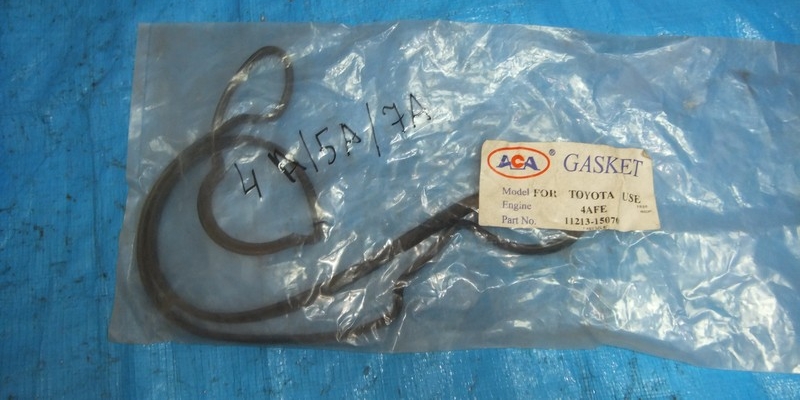 4A/5A/7A
ACA ® GASKET
Model FOR TOYOTA USE
Engine 4AFE
Part No. 11213-15070